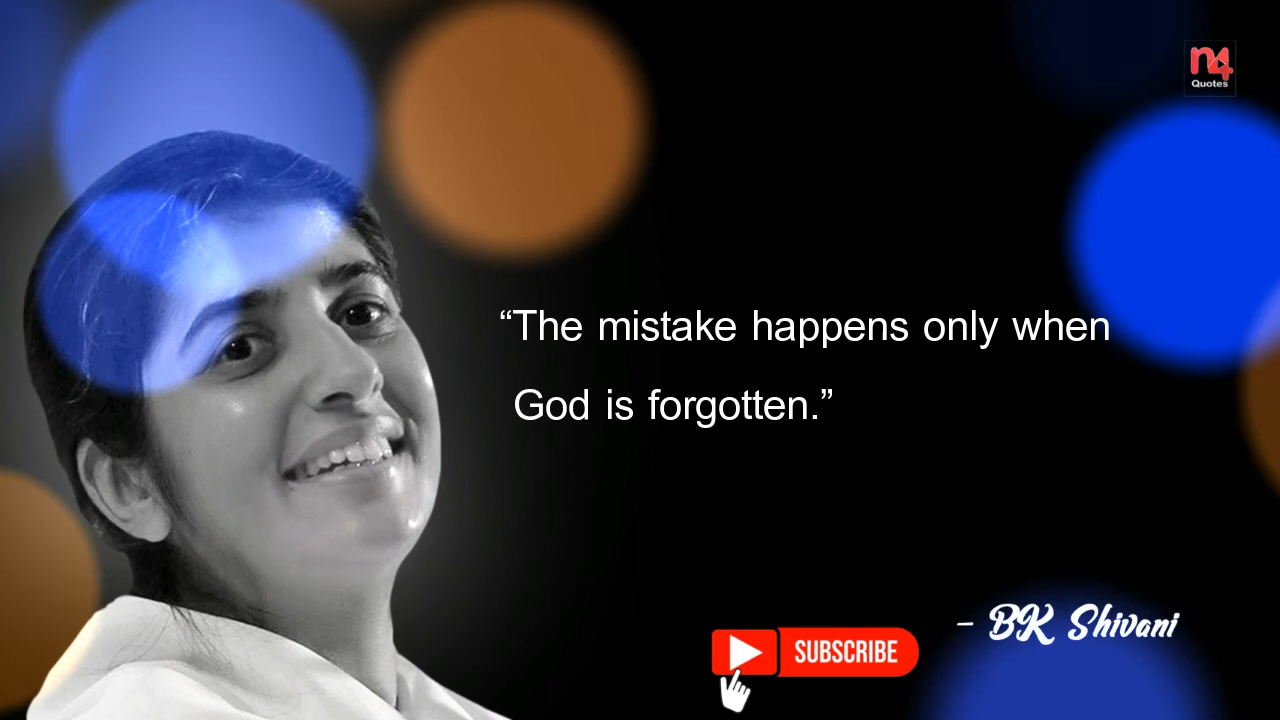 n4
Quotes
“The mistake happens only when
God is forgotten.”
– BK Shivani
SUBSCRIBE